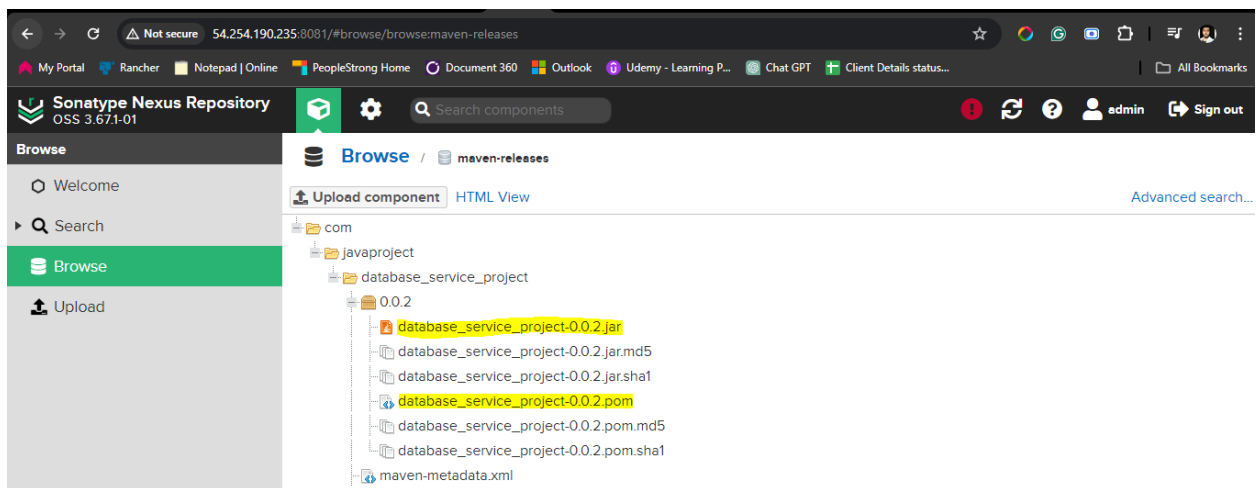 Not secure 54.254.190.235:8081/#browse/browse:maven-releases
My Portal Rancher Notepad | Online PeopleStrong Home Document 360 Outlook Udemy - Learning P... Chat GPT Client Details status... All Bookmarks
Sonatype Nexus Repository
OSS 3.67.1-01
Search components
admin Sign out
Browse
Browse / maven-releases
Welcome
Upload component HTML View Advanced search...
Search
com
javaproject
Browse
database_service_project
0.0.2
Upload
database_service_project-0.0.2.jar
database_service_project-0.0.2.jar.md5
database_service_project-0.0.2.jar.sha1
database_service_project-0.0.2.pom
database_service_project-0.0.2.pom.md5
database_service_project-0.0.2.pom.sha1
maven-metadata.xml